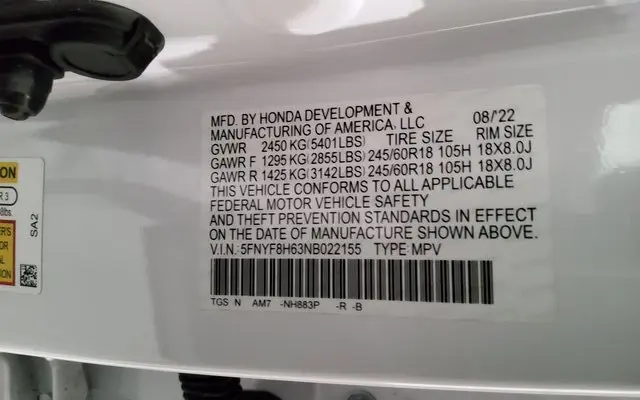 MFD. BY HONDA DEVELOPMENT & 08/'22
MANUFACTURING OF AMERICA, LLC
GVWR 2450 KG(5401LBS) TIRE SIZE RIM SIZE
GAWR F 1295 KG(2855LBS) 245/60R18 105H 18X8.0J
GAWR R 1425 KG(3142LBS) 245/60R18 105H 18X8.0J
THIS VEHICLE CONFORMS TO ALL APPLICABLE
FEDERAL MOTOR VEHICLE SAFETY
AND THEFT PREVENTION STANDARDS IN EFFECT
ON THE DATE OF MANUFACTURE SHOWN ABOVE.
V.I.N.: 5FNYF8H63NB022155 TYPE: MPV
TGS N AM7 -NH883P -R -B
ON
R 3
lbs.
SA2